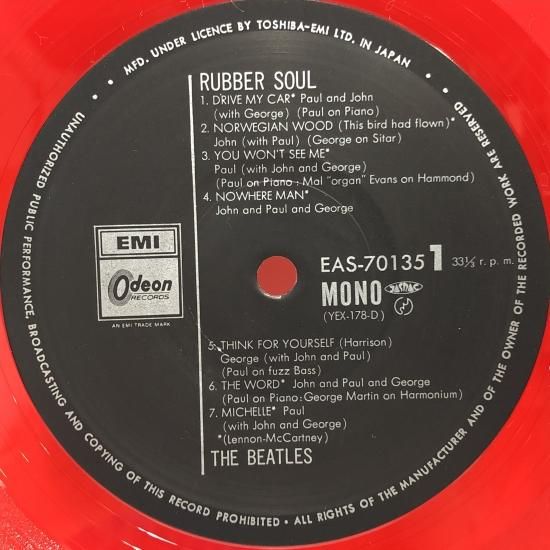 • MFD. UNDER LICENCE BY TOSHIBA-EMI LTD. IN JAPAN •
UNAUTHORIZED PUBLIC PERFORMANCE, BROADCASTING AND COPYING OF THIS RECORD PROHIBITED • ALL RIGHTS OF THE MANUFACTURER AND OF THE OWNER OF THE RECORDED WORK ARE RESERVED
RUBBER SOUL
1. DRIVE MY CAR* Paul and John
(with George) (Paul on Piano)
2. NORWEGIAN WOOD (This bird had flown)*
John (with Paul) (George on Sitar)
3. YOU WON'T SEE ME*
Paul (with John and George)
(Paul on Piano : Mal "organ" Evans on Hammond)
4. NOWHERE MAN*
John and Paul and George
EMI
Odeon
RECORDS
AN EMI TRADE MARK
EAS-70135 1 33⅓ r. p. m.
MONO JASRAC
(YEX-178-D)
5. THINK FOR YOURSELF (Harrison)
George (with John and Paul)
(Paul on fuzz Bass)
6. THE WORD* John and Paul and George
(Paul on Piano : George Martin on Harmonium)
7. MICHELLE* Paul
(with John and George)
*(Lennon-McCartney)
THE BEATLES